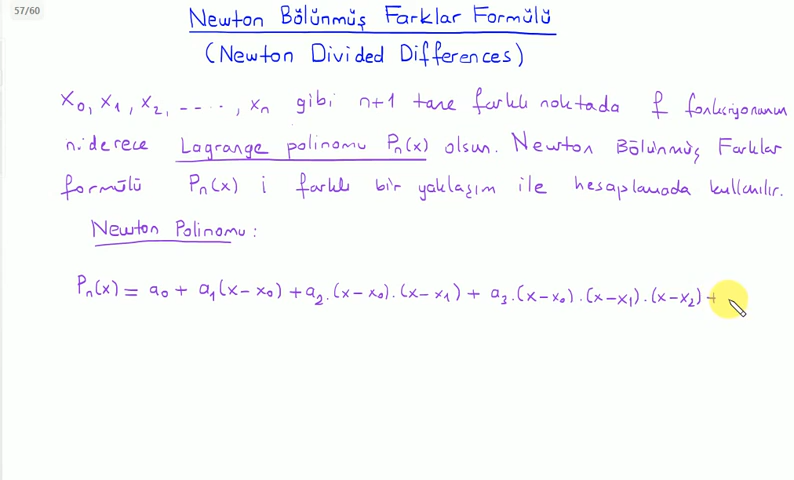 57/60
Newton Bölünmüş Farklar Formülü
(Newton Divided Differences)
x₀, x₁, x₂, ....., xₙ gibi n+1 tane farklı noktada f fonksiyonunun
n. derece Lagrange polinomu Pₙ(x) olsun. Newton Bölünmüş Farklar
formülü Pₙ(x) i farklı bir yaklaşım ile hesaplamada kullanılır.
Newton Polinomu:
Pₙ(x) = a₀ + a₁(x-x₀) + a₂.(x-x₀).(x-x₁) + a₃.(x-x₀).(x-x₁).(x-x₂) +